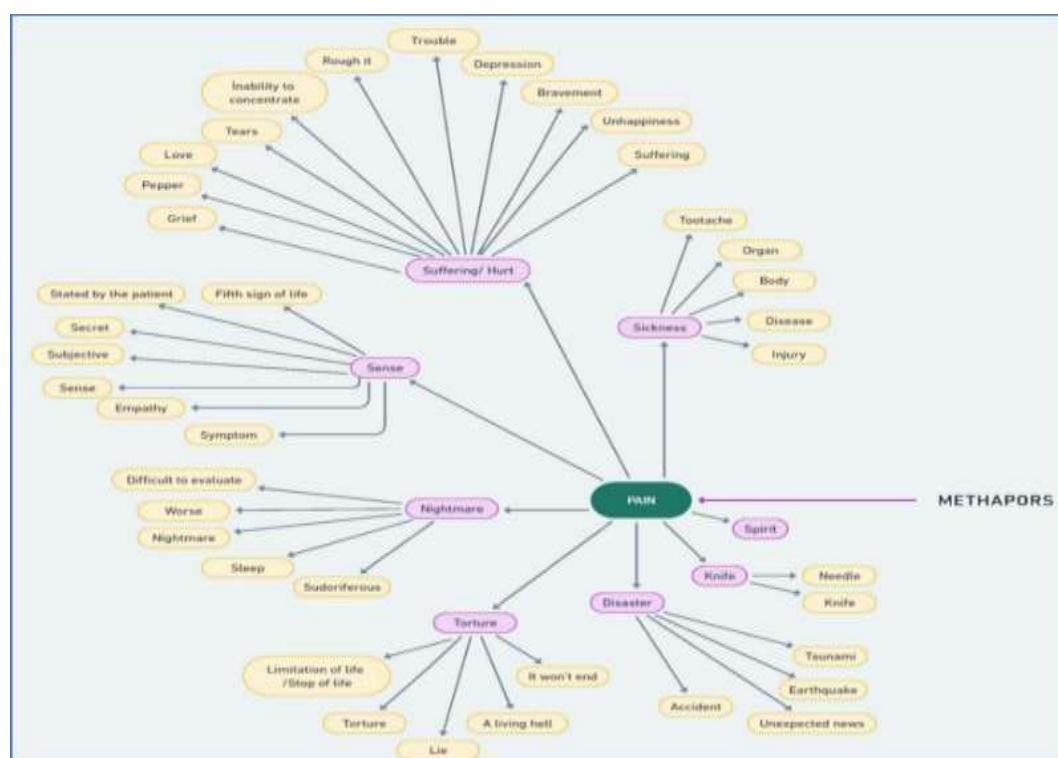 Trouble
Rough it
Depression
İnability to
concentrate
Bravement
Tears
Unhappiness
Love
Suffering
Pepper
Grief
Suffering/ Hurt
Toutache
Organ
Body
Sickness
Disease
Injury
Stated by the patient
Fifth sign of life
Secret
Subjective
Sense
Sense
Empathy
Symptom
Difficult to evaluate
Worse
Nightmare
Nightmare
Sleep
Sudoriferous
PAIN
METHAPORS
Spirit
Knife
Needle
Knife
Disaster
Tsunami
Earthquake
Accident
Unexpected news
Torture
Limitation of life
/Stop of life
It won't end
Torture
A living hell
Lie